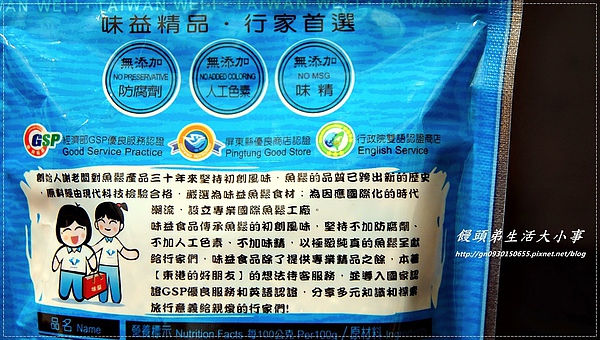 TAIWAN WEI-I · TAIWAN WEI-I · TAIWAN WEI-I
味益精品·行家首選
無添加 無添加 無添加
NO PRESERVATIVE NO ADDED COLORING NO MSG
防腐劑 人工色素 味精
GSP 經濟部GSP優良服務認證 屏東縣優良商店認證 行政院雙語認證商店
Good Service Practice Pingtung Good Store English Service
創始人謝老闆對魚鬆產品三十年來堅持初創風味，魚鬆的品質已跨出新的歷史
，原料經由現代科技檢驗合格，嚴選為味益魚鬆食材；為因應國際化的時代
潮流，設立專業國際魚鬆工廠。
味益食品傳承魚鬆的初創風味，堅持不加防腐劑、
不加人工色素、不加味精，以極緻純真的魚鬆呈獻
給行家們，味益食品除了提供專業精品之餘，本著
【東港的好朋友】的想法待客服務，並導入國家認
證GSP優良服務和英語認證，分享多元知識和探索
旅行意義給親愛的行家們!
品名 Name 營養標示 Nutrition Facts 每100公克 Per100g 原材料
饅頭弟生活大小事
http://gn0930150655.pixnet.net/blog